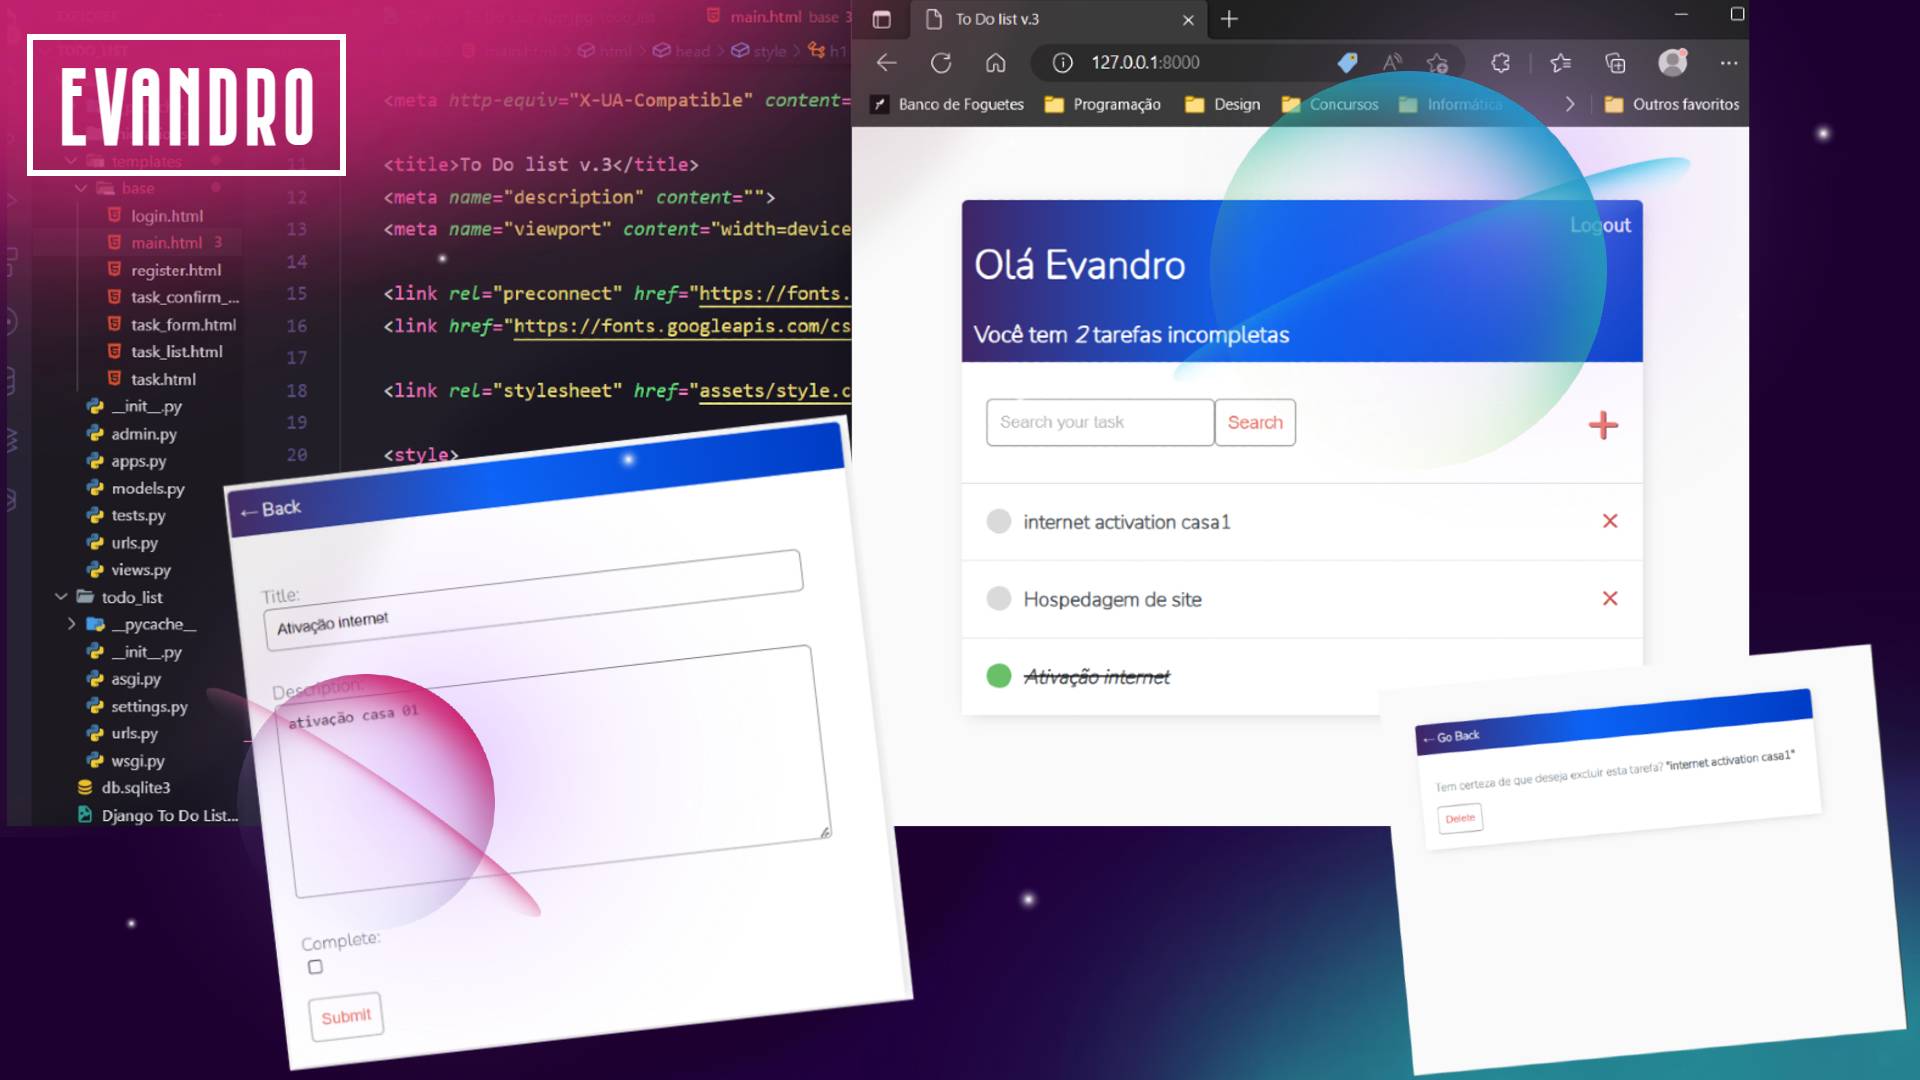 EVANDRO
templates
base
login.html
main.html 3
register.html
task_confirm_...
task_form.html
task_list.html
task.html
__init__.py
admin.py
apps.py
models.py
tests.py
urls.py
views.py
todo_list
__pycache__
__init__.py
asgi.py
settings.py
urls.py
wsgi.py
db.sqlite3
Django To Do List...
main.html base 3
main.html > html > head > style > h1
<meta http-equiv="X-UA-Compatible" content=
11 <title>To Do list v.3</title>
12 <meta name="description" content="">
13 <meta name="viewport" content="width=device
14
15 <link rel="preconnect" href="https://fonts.
16 <link href="https://fonts.googleapis.com/cs
17
18 <link rel="stylesheet" href="assets/style.c
19
20 <style>
To Do list v.3
127.0.0.1:8000
Banco de Foguetes Programação Design Concursos Informática Outros favoritos
Logout
Olá Evandro
Você tem 2 tarefas incompletas
Search your task Search +
internet activation casa1
Hospedagem de site
Ativação internet
← Back
Title:
Ativação internet
Description:
ativação casa 01
Complete:
Submit
← Go Back
Tem certeza de que deseja excluir esta tarefa? "internet activation casa1"
Delete